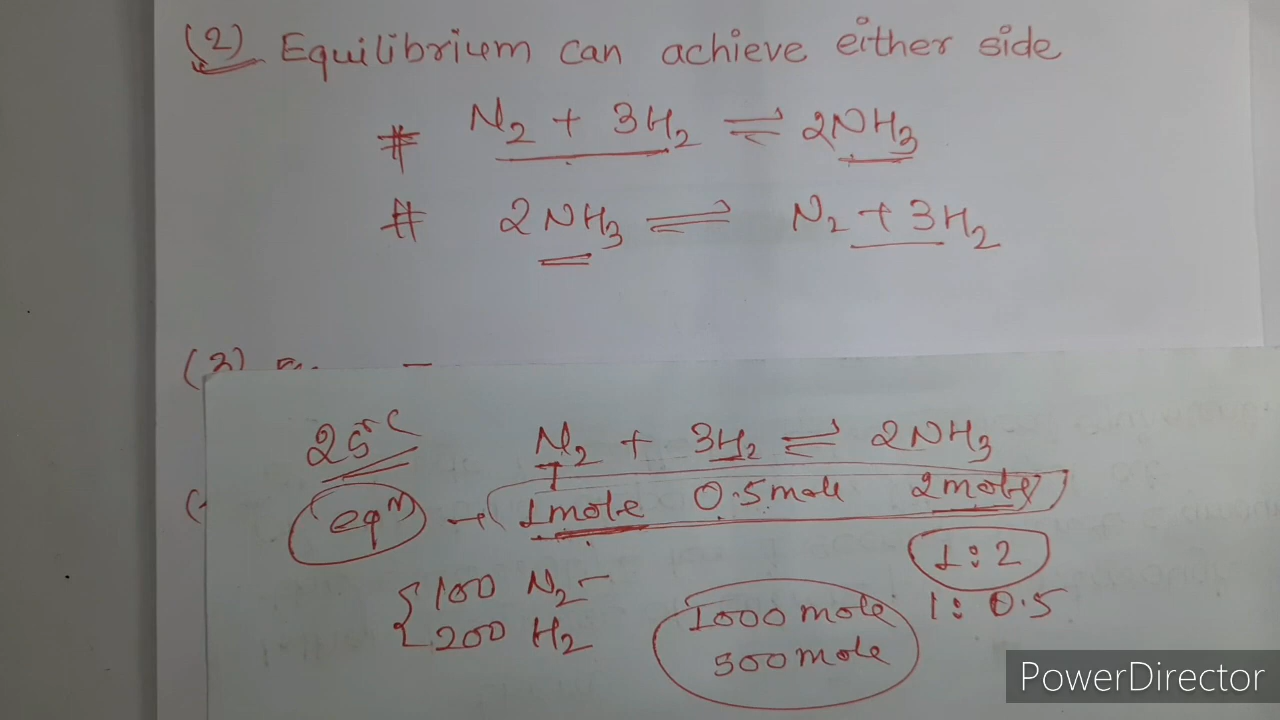 (2) Equilibrium can achieve either side
# N₂ + 3H₂ ⇌ 2NH₃
# 2NH₃ ⇌ N₂ + 3H₂
(3)
25°C N₂ + 3H₂ ⇌ 2NH₃
eqⁿ → 1mole 0.5mole 2mole
1:2
{100 N₂
200 H₂
1000 mole 1:0.5
500 mole
PowerDirector